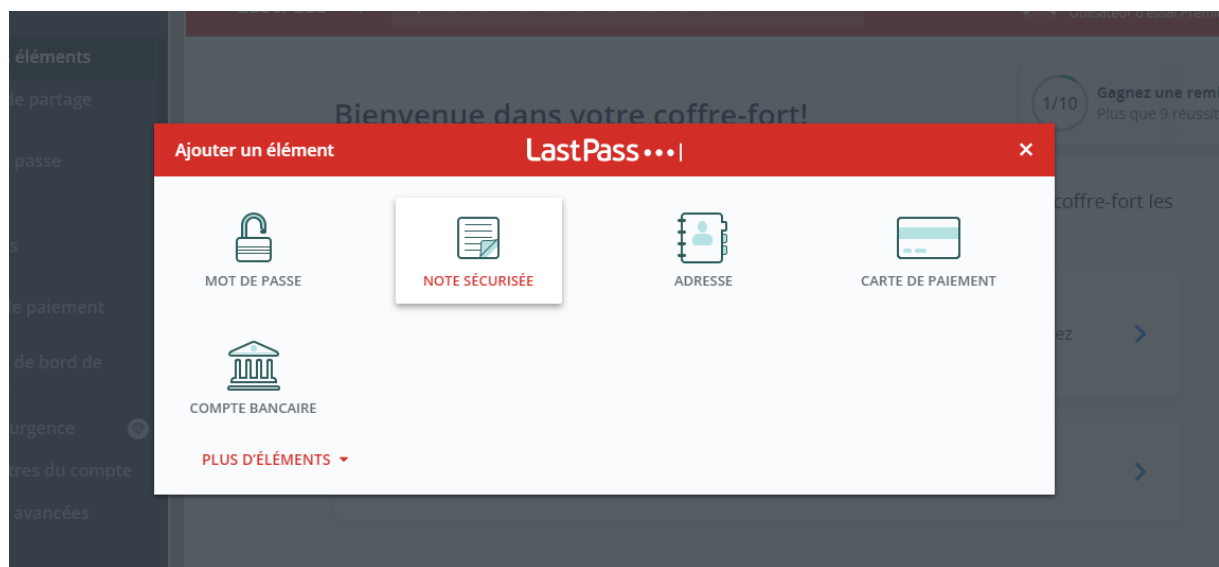 Utilisateur d'essai Premi
éléments
de partage
Bienvenue dans votre coffre-fort!
1/10
Gagnez une remi
Plus que 9 réussit
passe
Ajouter un élément
LastPass
coffre-fort les
s
MOT DE PASSE
NOTE SÉCURISÉE
ADRESSE
CARTE DE PAIEMENT
de paiement
ez
de bord de
COMPTE BANCAIRE
urgence
PLUS D'ÉLÉMENTS
tres du compte
avancées